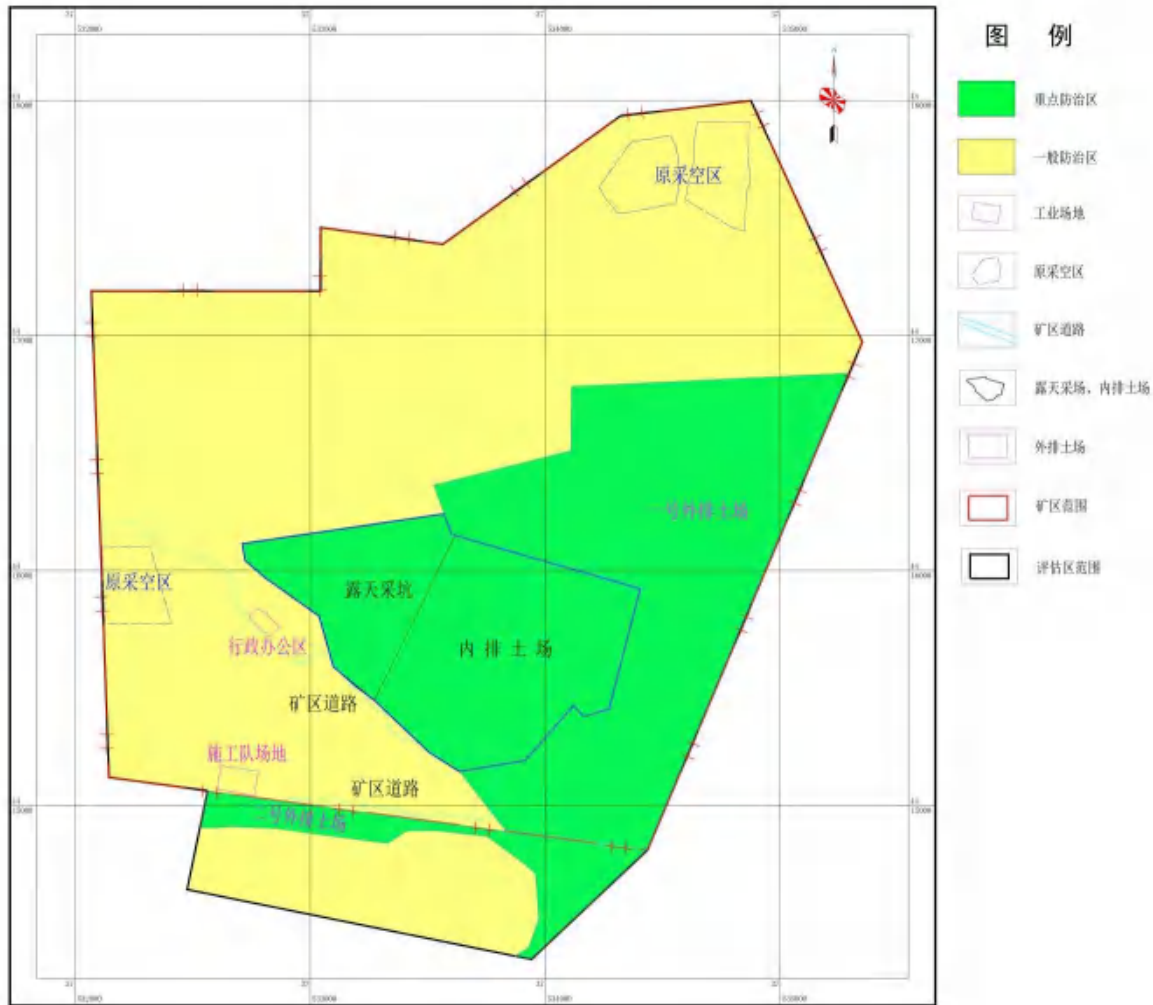 图 例
重点防治区
一般防治区
工业场地
原采空区
矿区道路
露天采场、内排土场
外排土场
矿区范围
评估区范围
原采空区
一号外排土场
原采空区
露天采坑
内 排 土 场
行政办公区
矿区道路
施工队场地
矿区道路
二号外排土场